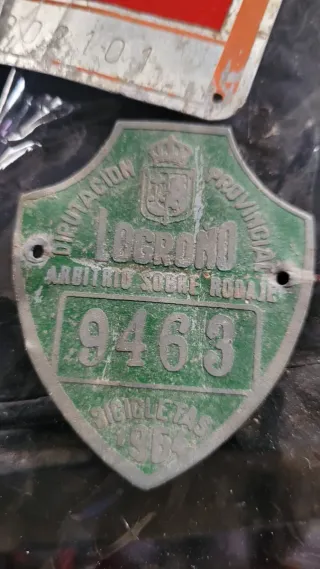 DIPUTACION PROVINCIAL
LOGROÑO
ARBITRIO SOBRE RODAJE
9463
BICICLETAS